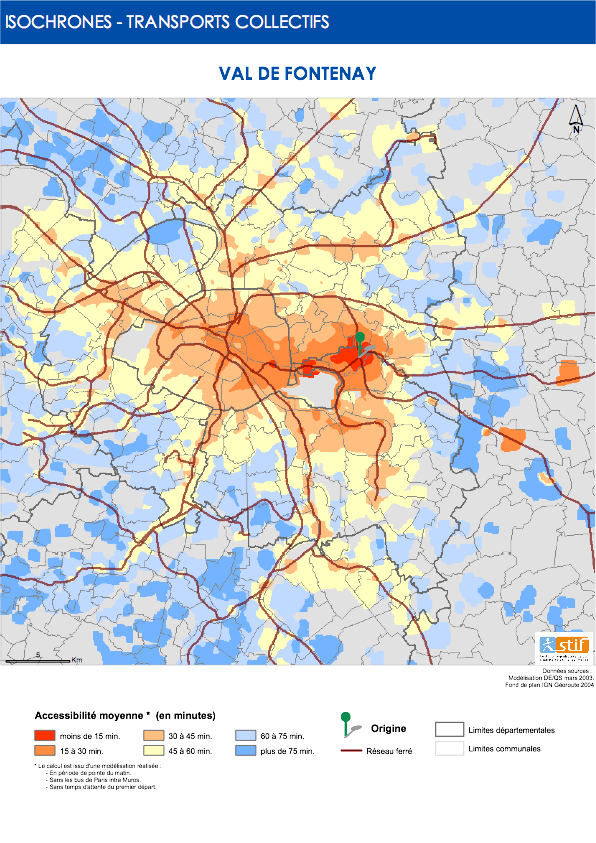 ISOCHRONES - TRANSPORTS COLLECTIFS
VAL DE FONTENAY
N
5
Km
stif
Données sources :
Modélisation DE/QS mars 2003.
Fond de plan IGN Géoroute 2004
Accessibilité moyenne * (en minutes)
moins de 15 min.
30 à 45 min.
60 à 75 min.
15 à 30 min.
45 à 60 min.
plus de 75 min.
Origine
Réseau ferré
Limites départementales
Limites communales
* Le calcul est issu d'une modélisation réalisée :
- En période de pointe du matin.
- Sans les bus de Paris intra Muros.
- Sans temps d'attente du premier départ.